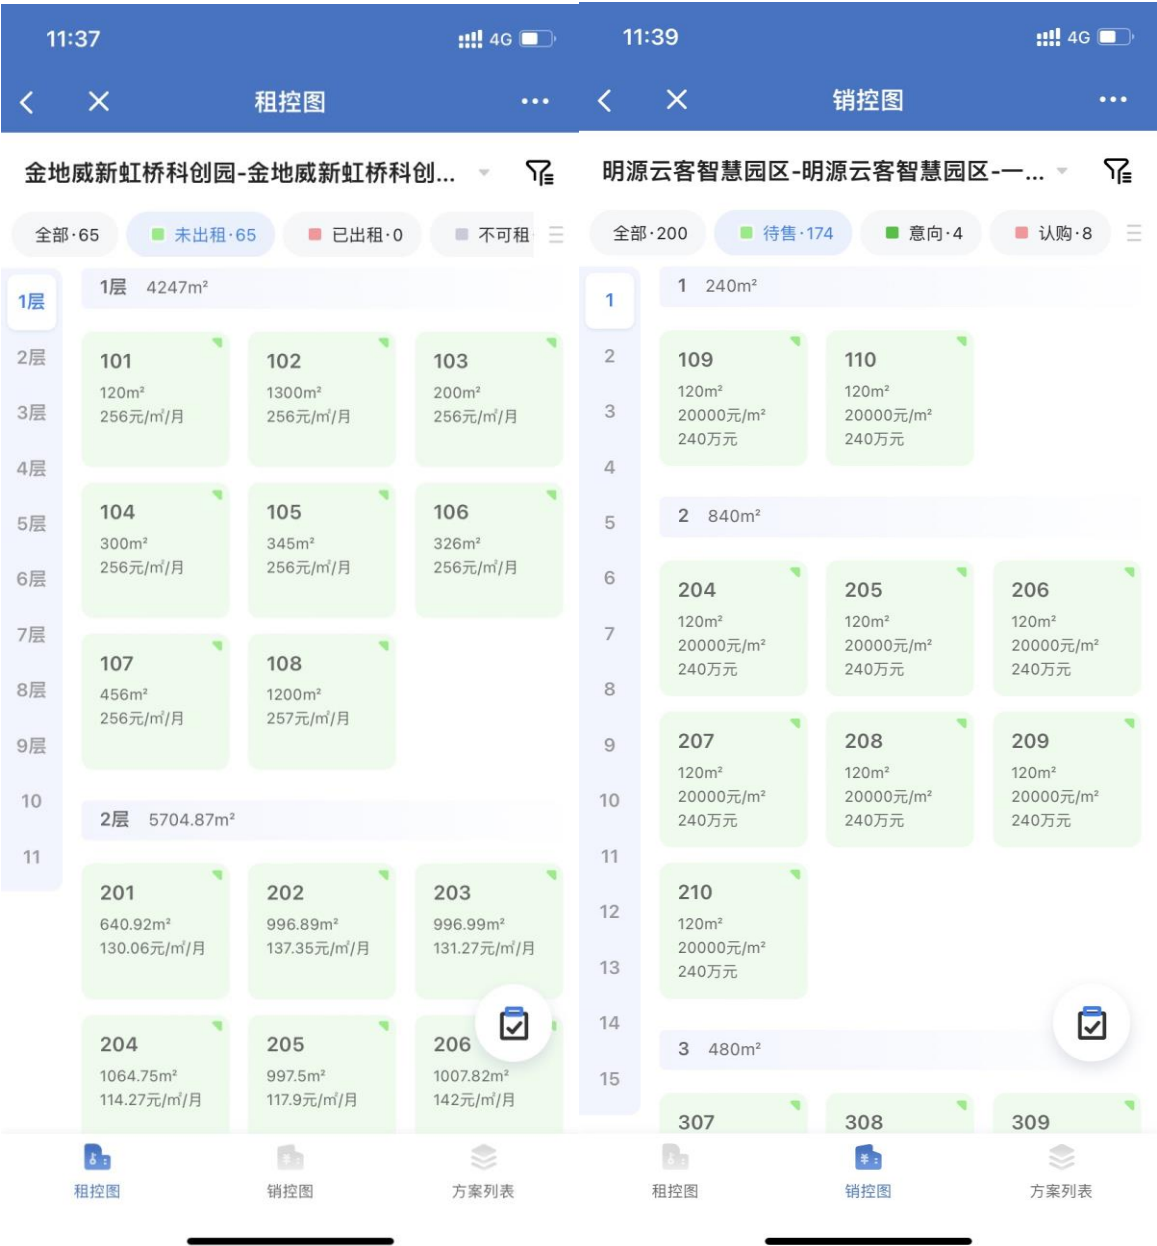 11:37
4G
租控图
金地威新虹桥科创园-金地威新虹桥科创...
全部·65
未出租·65
已出租·0
不可租
1层
2层
3层
4层
5层
6层
7层
8层
9层
10
11
1层 4247m²
101
120m²
256元/㎡/月
102
1300m²
256元/㎡/月
103
200m²
256元/㎡/月
104
300m²
256元/㎡/月
105
345m²
256元/㎡/月
106
326m²
256元/㎡/月
107
456m²
256元/㎡/月
108
1200m²
257元/㎡/月
2层 5704.87m²
201
640.92m²
130.06元/㎡/月
202
996.89m²
137.35元/㎡/月
203
996.99m²
131.27元/㎡/月
204
1064.75m²
114.27元/㎡/月
205
997.5m²
117.9元/㎡/月
206
1007.82m²
142元/㎡/月
租控图
销控图
方案列表
11:39
4G
销控图
明源云客智慧园区-明源云客智慧园区-一...
全部·200
待售·174
意向·4
认购·8
1
2
3
4
5
6
7
8
9
10
11
12
13
14
15
1 240m²
109
120m²
20000元/m²
240万元
110
120m²
20000元/m²
240万元
2 840m²
204
120m²
20000元/m²
240万元
205
120m²
20000元/m²
240万元
206
120m²
20000元/m²
240万元
207
120m²
20000元/m²
240万元
208
120m²
20000元/m²
240万元
209
120m²
20000元/m²
240万元
210
120m²
20000元/m²
240万元
3 480m²
307
308
309
租控图
销控图
方案列表